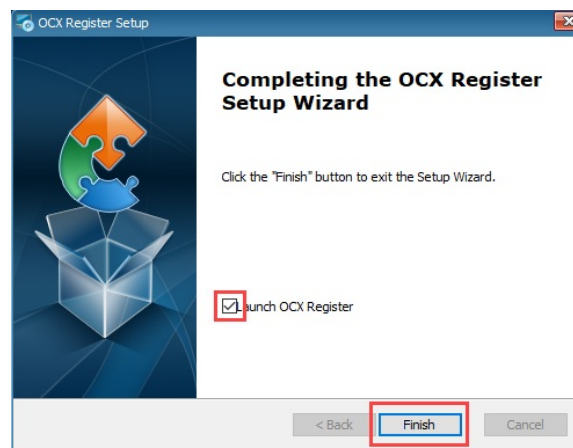 OCX Register Setup
Completing the OCX Register
Setup Wizard
Click the "Finish" button to exit the Setup Wizard.
Launch OCX Register
< Back
Finish
Cancel